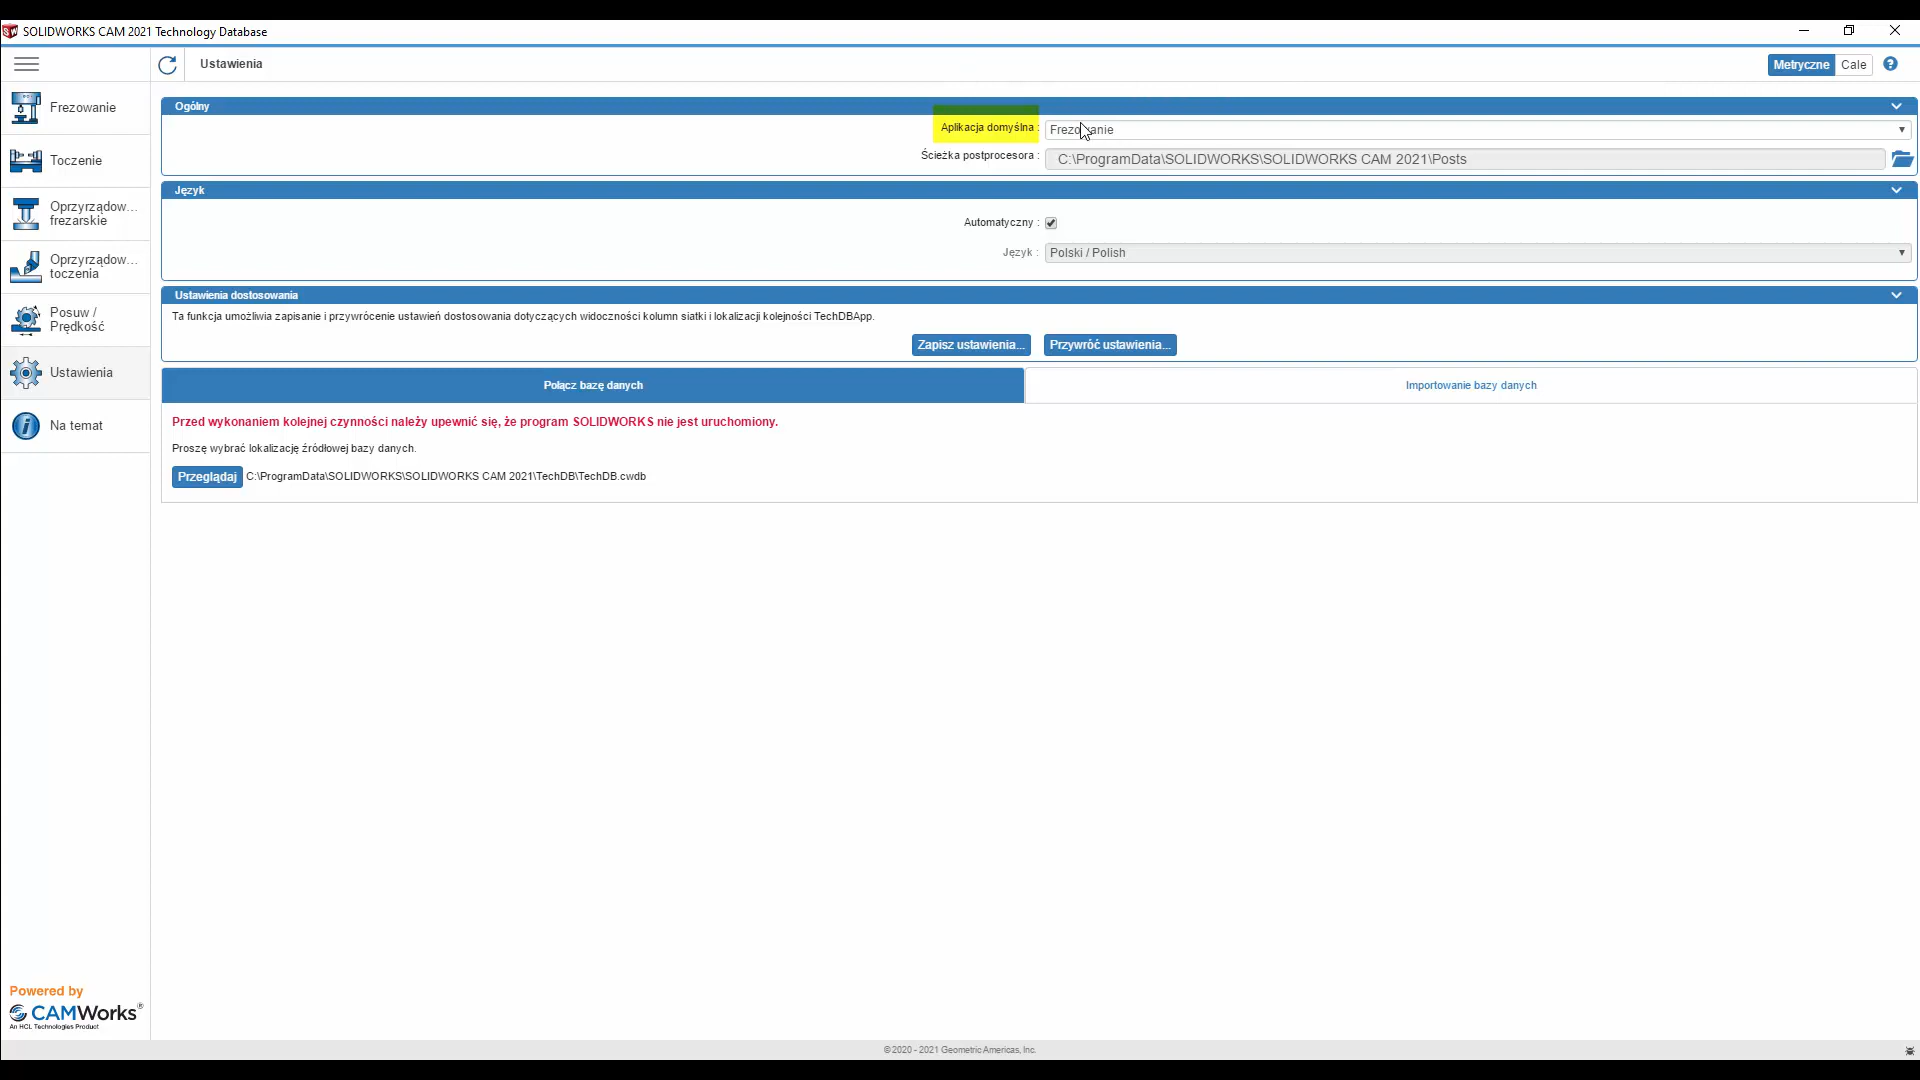 SOLIDWORKS CAM 2021 Technology Database
Ustawienia
Metryczne Cale
Frezowanie
Toczenie
Oprzyrządow...
frezarskie
Oprzyrządow...
toczenia
Posuw /
Prędkość
Ustawienia
Na temat
Ogólny
Aplikacja domyślna : Frezowanie
Ścieżka postprocesora : C:\ProgramData\SOLIDWORKS\SOLIDWORKS CAM 2021\Posts
Język
Automatyczny :
Język : Polski / Polish
Ustawienia dostosowania
Ta funkcja umożliwia zapisanie i przywrócenie ustawień dostosowania dotyczących widoczności kolumn siatki i lokalizacji kolejności TechDBApp.
Zapisz ustawienia... Przywróć ustawienia...
Połącz bazę danych Importowanie bazy danych
Przed wykonaniem kolejnej czynności należy upewnić się, że program SOLIDWORKS nie jest uruchomiony.
Proszę wybrać lokalizację źródłowej bazy danych.
Przeglądaj C:\ProgramData\SOLIDWORKS\SOLIDWORKS CAM 2021\TechDB\TechDB.cwdb
Powered by
CAMWorks®
An HCL Technologies Product
© 2020 - 2021 Geometric Americas, Inc.